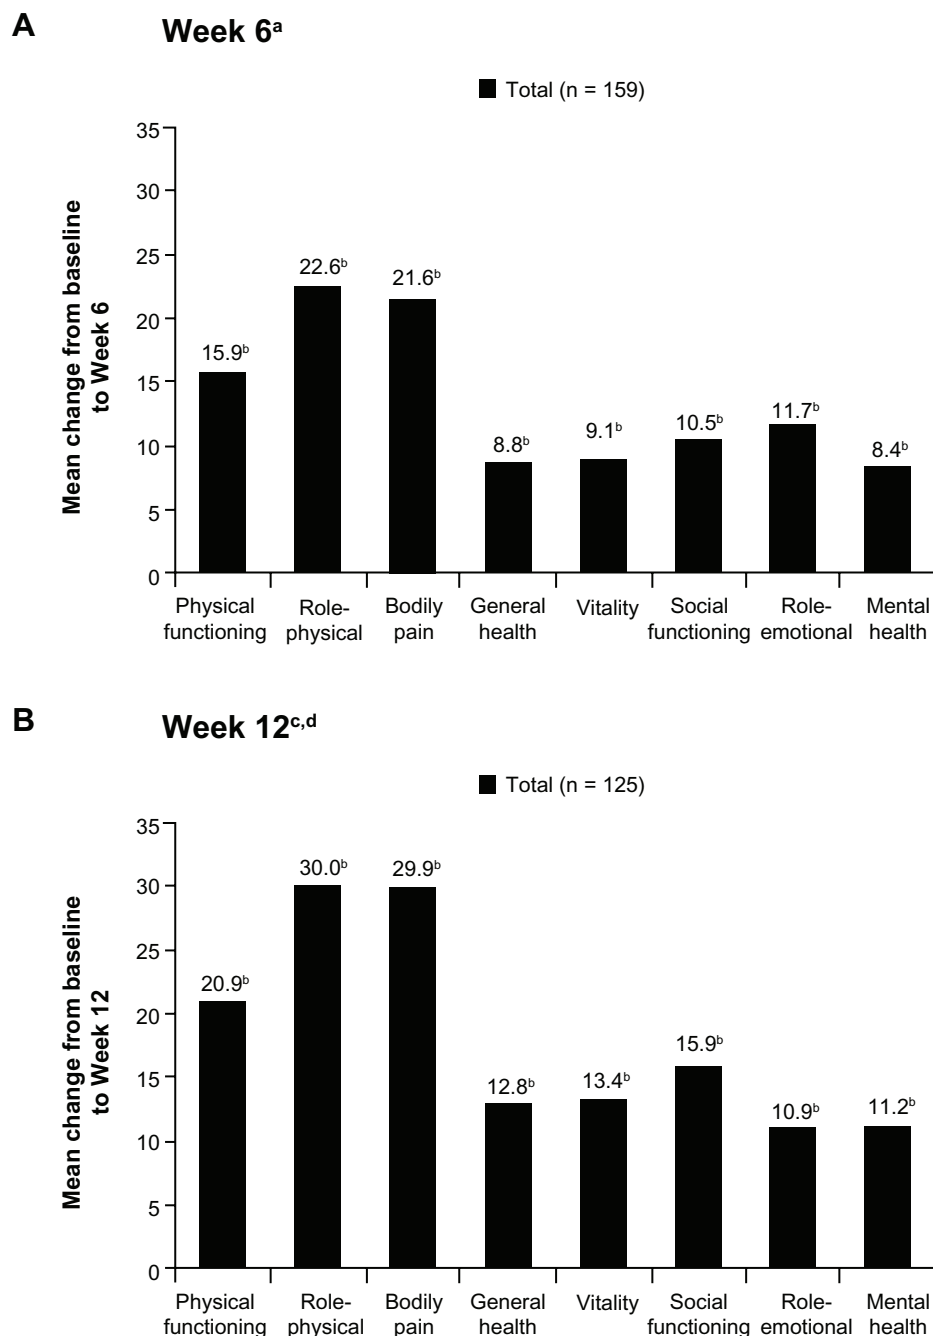 A
Week 6ᵃ
Total (n = 159)
Mean change from baseline
to Week 6
35
30
25
20
15
10
5
0
15.9ᵇ
22.6ᵇ
21.6ᵇ
8.8ᵇ
9.1ᵇ
10.5ᵇ
11.7ᵇ
8.4ᵇ
Physical
functioning
Role-
physical
Bodily
pain
General
health
Vitality
Social
functioning
Role-
emotional
Mental
health
B
Week 12ᶜ,ᵈ
Total (n = 125)
Mean change from baseline
to Week 12
35
30
25
20
15
10
5
0
20.9ᵇ
30.0ᵇ
29.9ᵇ
12.8ᵇ
13.4ᵇ
15.9ᵇ
10.9ᵇ
11.2ᵇ
Physical
functioning
Role-
physical
Bodily
pain
General
health
Vitality
Social
functioning
Role-
emotional
Mental
health